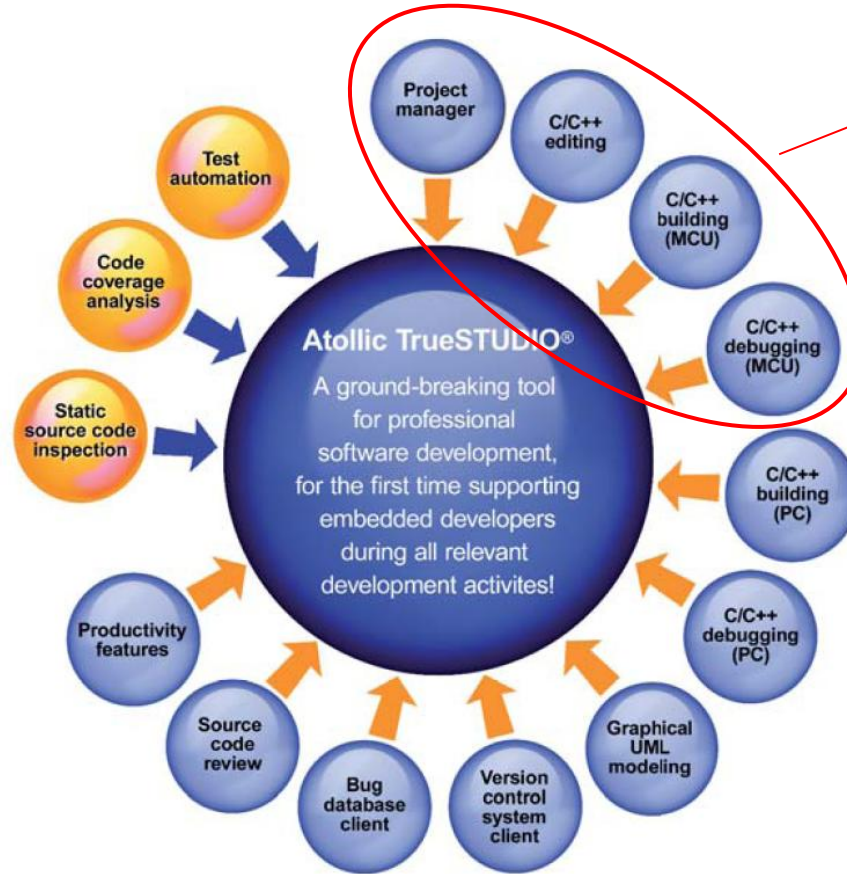 Project
manager
C/C++
editing
C/C++
building
(MCU)
C/C++
debugging
(MCU)
C/C++
building
(PC)
C/C++
debugging
(PC)
Graphical
UML
modeling
Version
control
system
client
Bug
database
client
Source
code
review
Productivity
features
Static
source code
inspection
Code
coverage
analysis
Test
automation
Atollic TrueSTUDIO®
A ground-breaking tool
for professional
software development,
for the first time supporting
embedded developers
during all relevant
development activites!